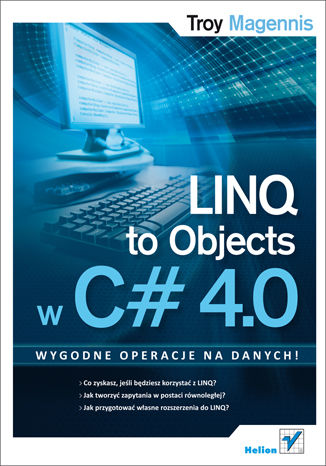 Troy Magennis
LINQ
to Objects
w C# 4.0
WYGODNE OPERACJE NA DANYCH!
> Co zyskasz, jeśli będziesz korzystać z LINQ?
> Jak tworzyć zapytania w postaci równoległej?
> Jak przygotować własne rozszerzenia do LINQ?
Helion